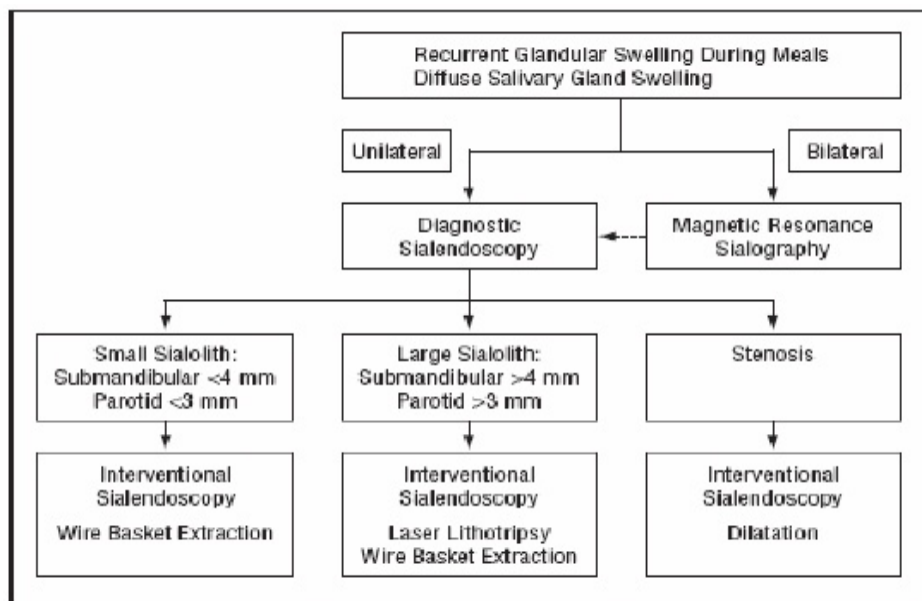 Recurrent Glandular Swelling During Meals
Diffuse Salivary Gland Swelling
Unilateral
Bilateral
Diagnostic
Sialendoscopy
Magnetic Resonance
Sialography
Small Sialolith:
Submandibular <4 mm
Parotid <3 mm
Large Sialolith:
Submandibular >4 mm
Parotid >3 mm
Stenosis
Interventional
Sialendoscopy
Wire Basket Extraction
Interventional
Sialendoscopy
Laser Lithotripsy
Wire Basket Extraction
Interventional
Sialendoscopy
Dilatation